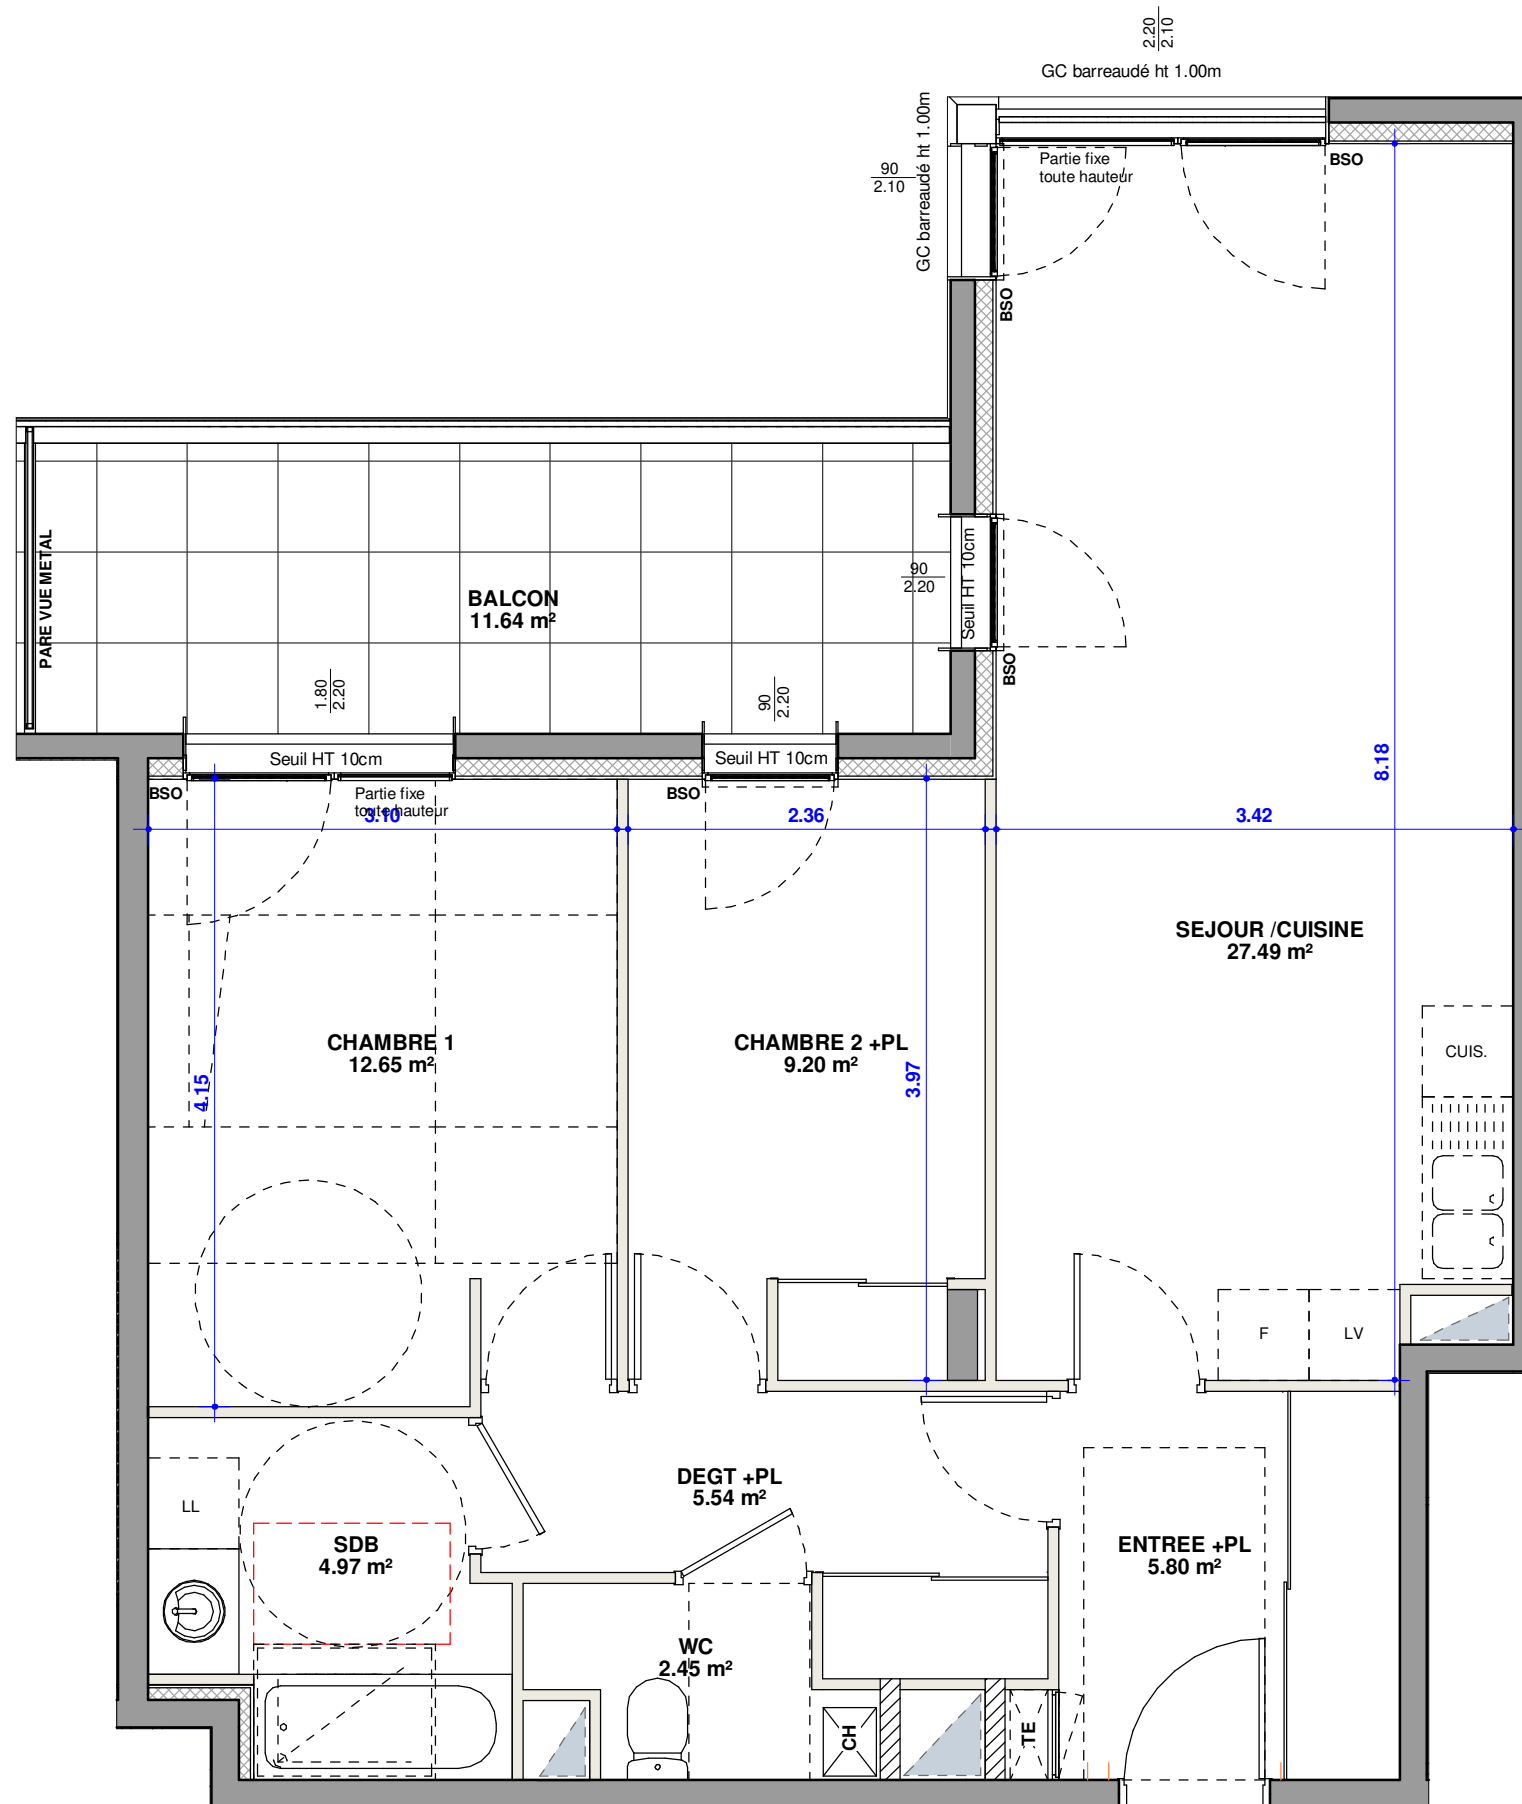 2.20
2.10
GC barreaudé ht 1.00m
GC barreaudé ht 1.00m
90
2.10
Partie fixe
toute hauteur
BSO
BSO
PARE VUE METAL
BALCON
11.64 m²
90
2.20
Seuil HT 10cm
BSO
1.80
2.20
90
2.20
Seuil HT 10cm
Seuil HT 10cm
BSO
Partie fixe
toute hauteur
BSO
3.10
2.36
3.42
8.18
SEJOUR /CUISINE
27.49 m²
CHAMBRE 1
12.65 m²
CHAMBRE 2 +PL
9.20 m²
4.15
3.97
CUIS.
F
LV
DEGT +PL
5.54 m²
LL
SDB
4.97 m²
ENTREE +PL
5.80 m²
WC
2.45 m²
CH
TE